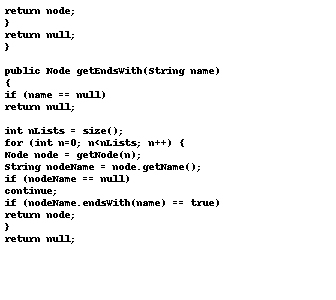 return node;
}
return null;
}
public Node getEndsWith(String name)
{
if (name == null)
return null;
int nLists = size();
for (int n=0; n<nLists; n++) {
Node node = getNode(n);
String nodeName = node.getName();
if (nodeName == null)
continue;
if (nodeName.endsWith(name) == true)
return node;
}
return null;